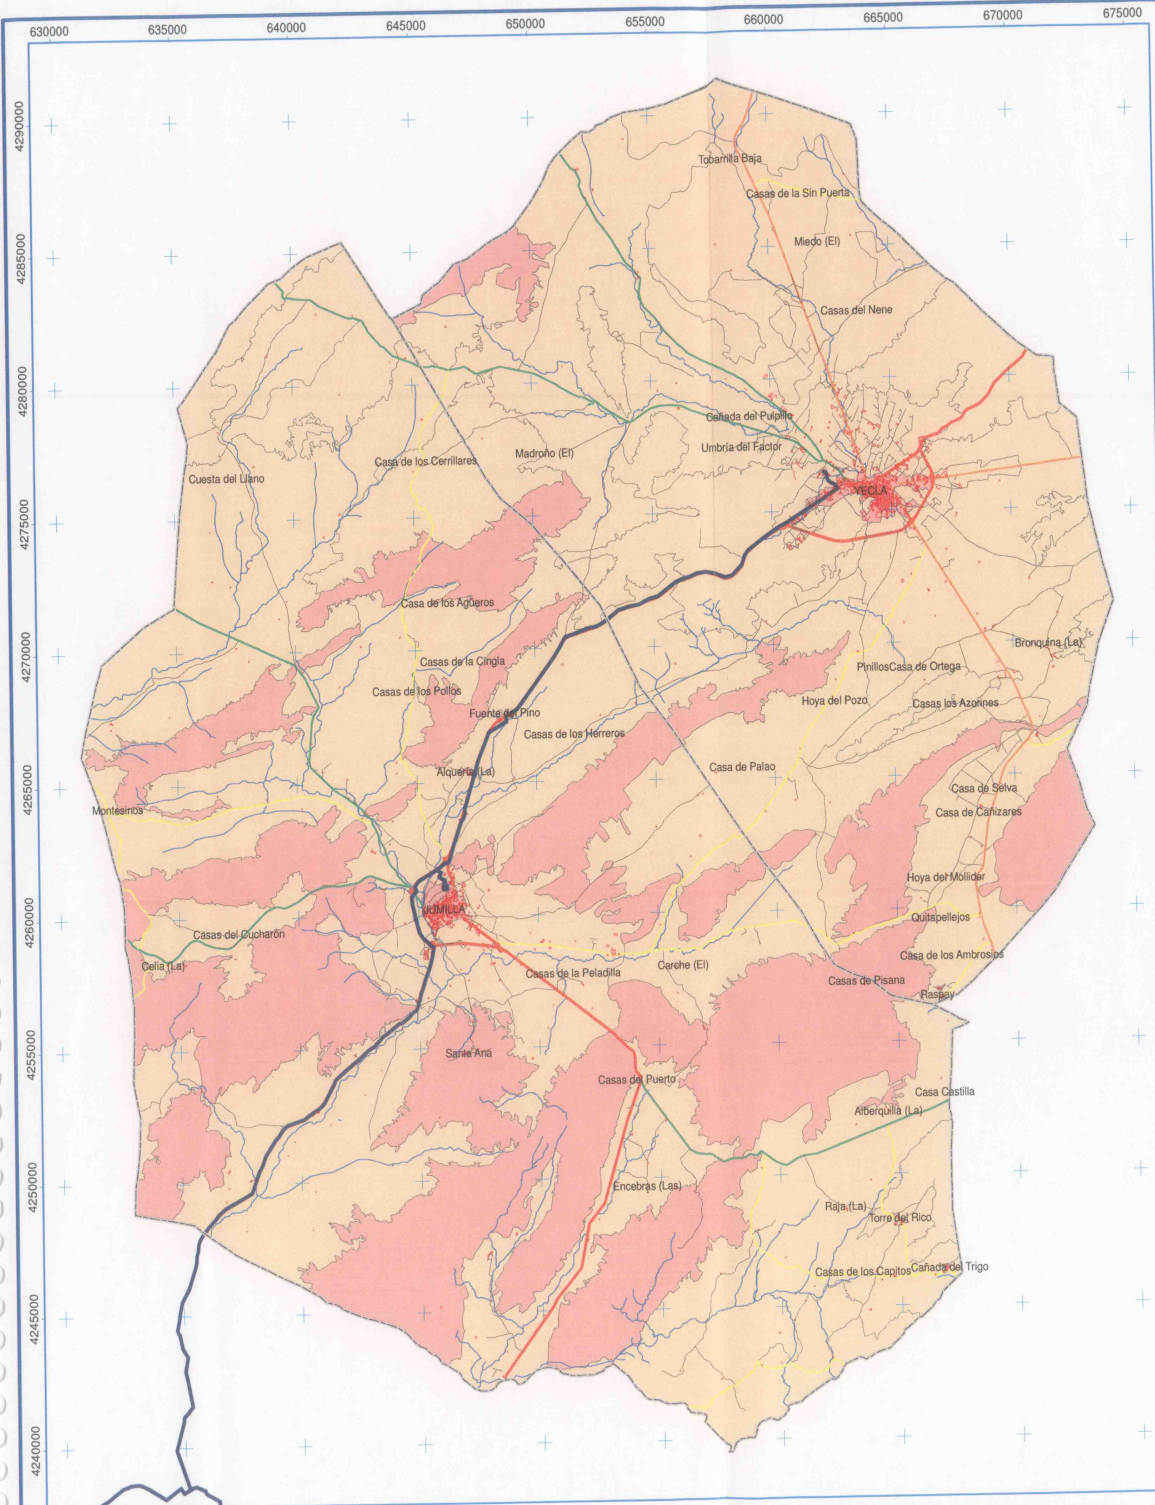 630000 635000 640000 645000 650000 655000 660000 665000 670000 675000
4290000
4285000
4280000
4275000
4270000
4265000
4260000
4255000
4250000
4245000
4240000
Tobarrilla Baja
Casas de la Sin Puerta
Miedo (El)
Casas del Nene
Cañada del Pulpillo
Umbría del Factor
Madroño (El)
Casa de los Cerrillares
Cuesta del Llano
YECLA
Casa de los Agüeros
Bronquina (La)
Casas de la Cingla
PinillosCasa de Ortega
Casas de los Pollos
Hoya del Pozo
Casas los Azorines
Fuente del Pino
Casas de los Herreros
Alquería (La)
Casa de Palao
Casa de Selva
Montesinos
Casa de Cañizares
Hoya del Mollidar
JUMILLA
Quitapellejos
Casas del Cucharón
Casa de los Ambrosios
Celia (La)
Carche (El)
Casas de la Peladilla
Casas de Pisana
Raspay
Santa Ana
Casas del Puerto
Casa Castilla
Alberquilla (La)
Encebras (Las)
Raja (La)
Torre del Rico
Casas de los Capitos
Cañada del Trigo